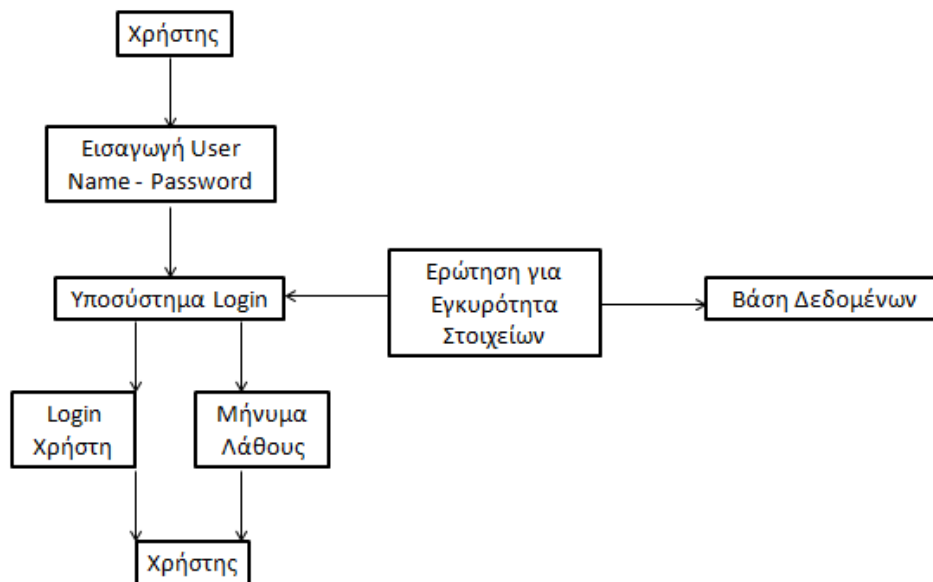 Χρήστης
Εισαγωγή User
Name - Password
Υποσύστημα Login
Ερώτηση για
Εγκυρότητα
Στοιχείων
Βάση Δεδομένων
Login
Χρήστη
Μήνυμα
Λάθους
Χρήστης